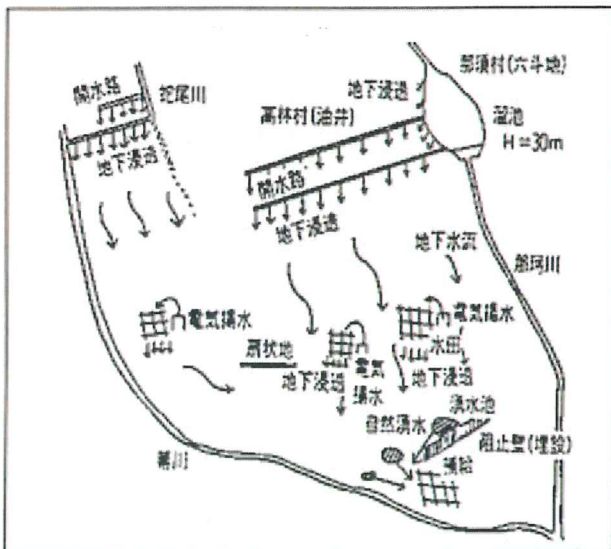 那須村(六斗地)
地下浸透
溜池
H=30m
開水路
蛇尾川
高林村(油井)
地下浸透
開水路
地下浸透
地下水流
那珂川
電気揚水
電気揚水
水田
扇状地
地下浸透
電気
揚水
地下浸透
湧水池
自然湧水
阻止壁(埋設)
補給
箒川